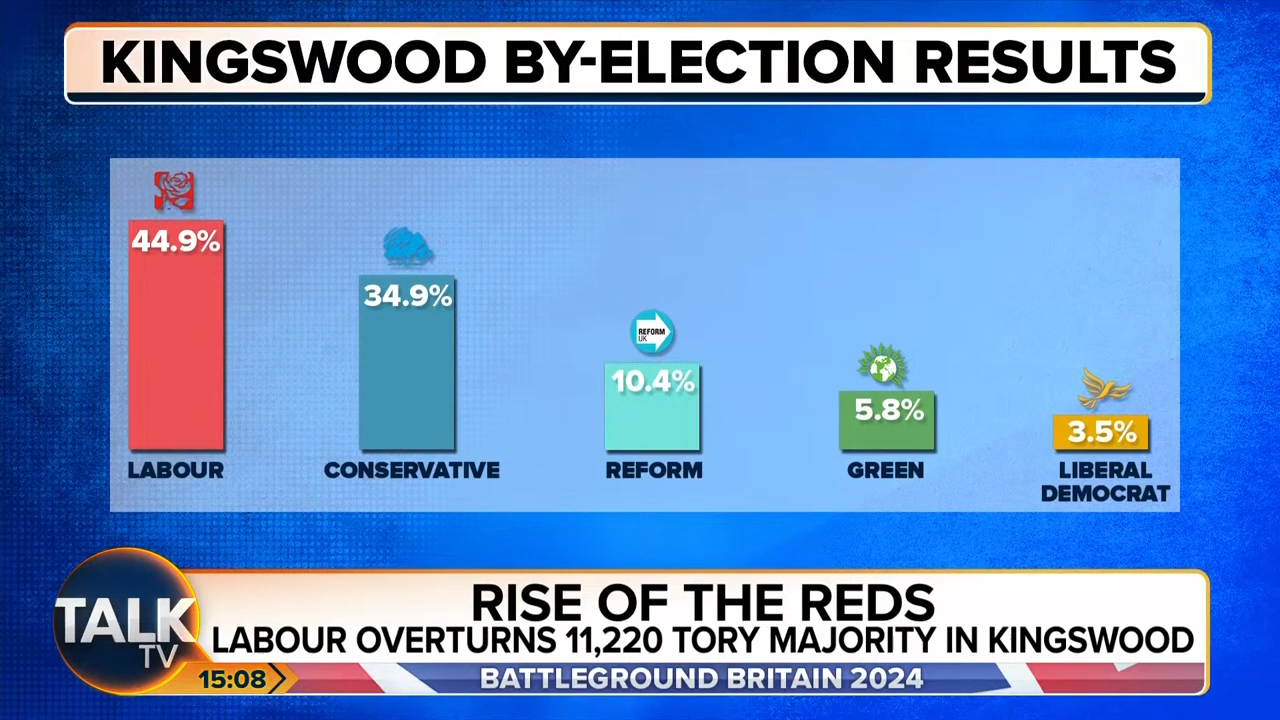 KINGSWOOD BY-ELECTION RESULTS
44.9%
34.9%
REFORM
UK
10.4%
5.8%
3.5%
LABOUR
CONSERVATIVE
REFORM
GREEN
LIBERAL
DEMOCRAT
TALK
TV
RISE OF THE REDS
LABOUR OVERTURNS 11,220 TORY MAJORITY IN KINGSWOOD
15:08
BATTLEGROUND BRITAIN 2024